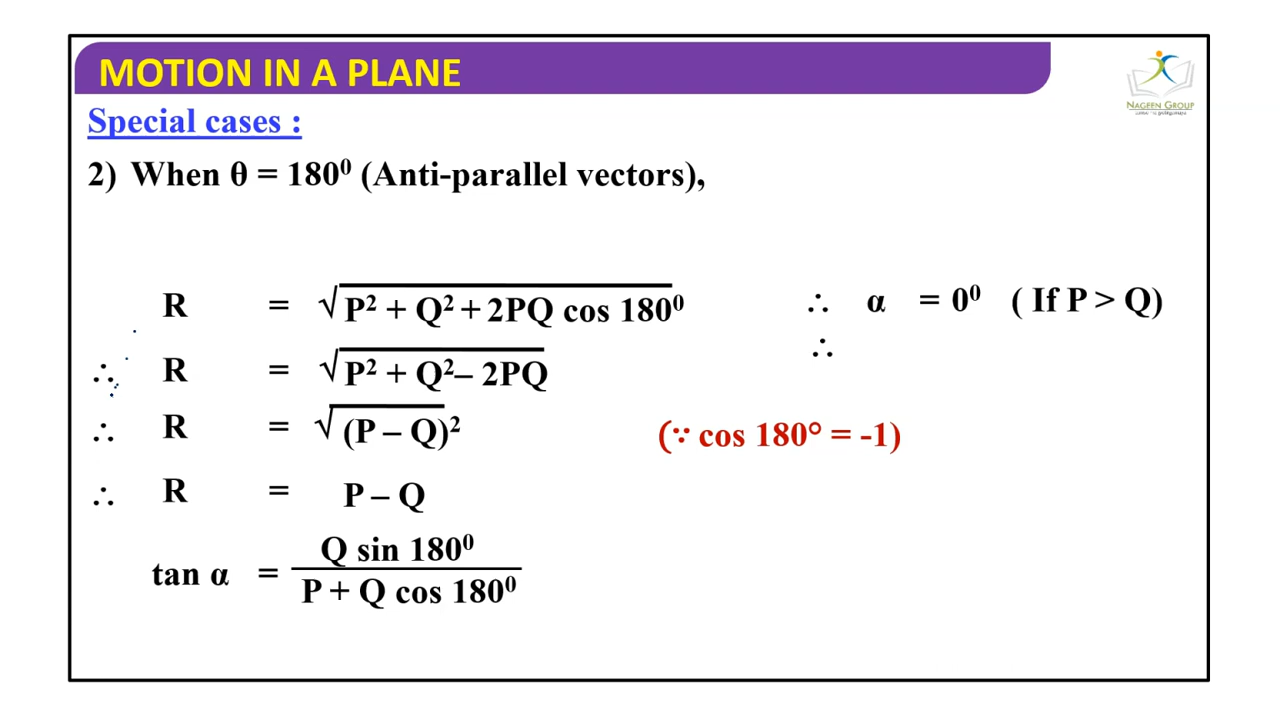 MOTION IN A PLANE
NAGEEN GROUP
Special cases :
2) When θ = 180⁰ (Anti-parallel vectors),
R = √P² + Q² + 2PQ cos 180⁰
∴ R = √P² + Q² – 2PQ
∴ R = √(P – Q)²
∴ R = P – Q
tan α = Q sin 180⁰ / P + Q cos 180⁰
∴ α = 0⁰ ( If P > Q)
∴
(∵ cos 180° = -1)